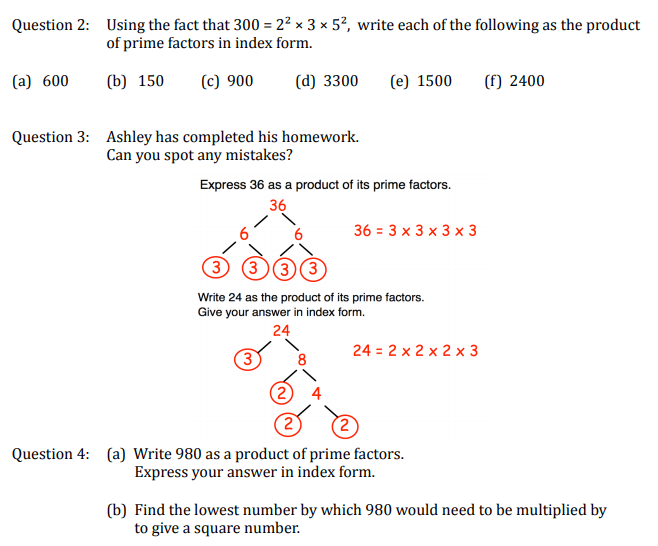 Question 2: Using the fact that 300 = 2² × 3 × 5², write each of the following as the product
of prime factors in index form.
(a) 600 (b) 150 (c) 900 (d) 3300 (e) 1500 (f) 2400
Question 3: Ashley has completed his homework.
Can you spot any mistakes?
Express 36 as a product of its prime factors.
36
6 6 36 = 3 x 3 x 3 x 3
3 3 3 3
Write 24 as the product of its prime factors.
Give your answer in index form.
24
3 8 24 = 2 x 2 x 2 x 3
2 4
2 2
Question 4: (a) Write 980 as a product of prime factors.
Express your answer in index form.
(b) Find the lowest number by which 980 would need to be multiplied by
to give a square number.